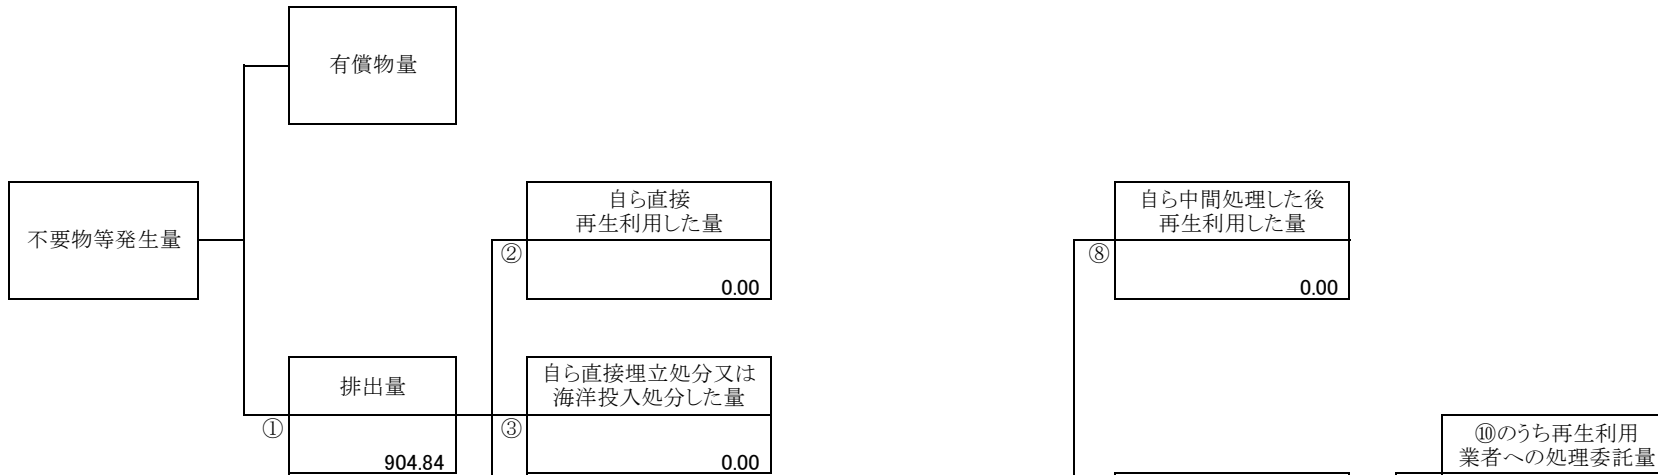 有償物量
不要物等発生量
自ら直接
再生利用した量
②
0.00
自ら中間処理した後
再生利用した量
⑧
0.00
排出量
①
904.84
自ら直接埋立処分又は
海洋投入処分した量
③
0.00
⑩のうち再生利用
業者への処理委託量